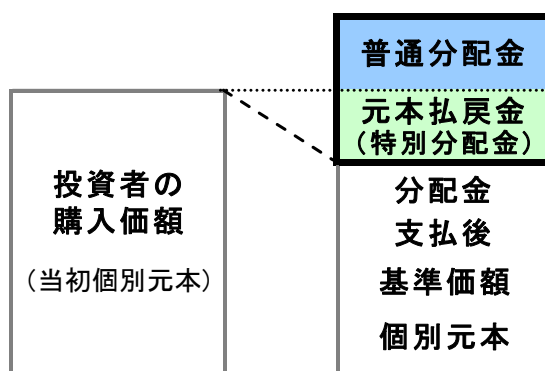 投資者の
購入価額
（当初個別元本）
普通分配金
元本払戻金
（特別分配金）
分配金
支払後
基準価額
個別元本